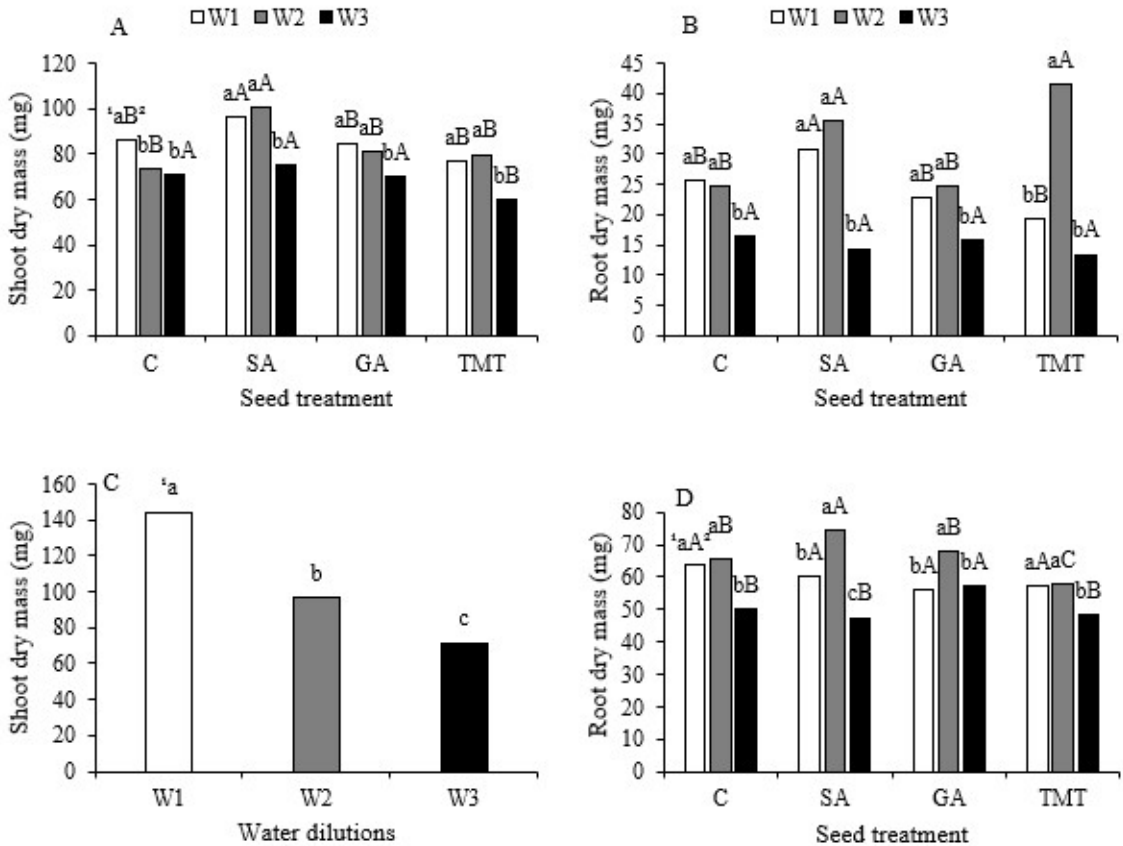 W1 W2 W3
A
Shoot dry mass (mg)
120
100
80
60
40
20
0
¹aB² bB bA
aA aA bA
aB aB bA
aB aB bB
C SA GA TMT
Seed treatment
W1 W2 W3
B
Root dry mass (mg)
45
40
35
30
25
20
15
10
5
0
aB aB bA
aA aA bA
aB aB bA
bB aA bA
C SA GA TMT
Seed treatment
C
Shoot dry mass (mg)
160
140
120
100
80
60
40
20
0
¹a
b
c
W1 W2 W3
Water dilutions
D
Root dry mass (mg)
80
70
60
50
40
30
20
10
0
¹aA² aB bB
bA aA cB
bA aB bA
aA aC bB
C SA GA TMT
Seed treatment